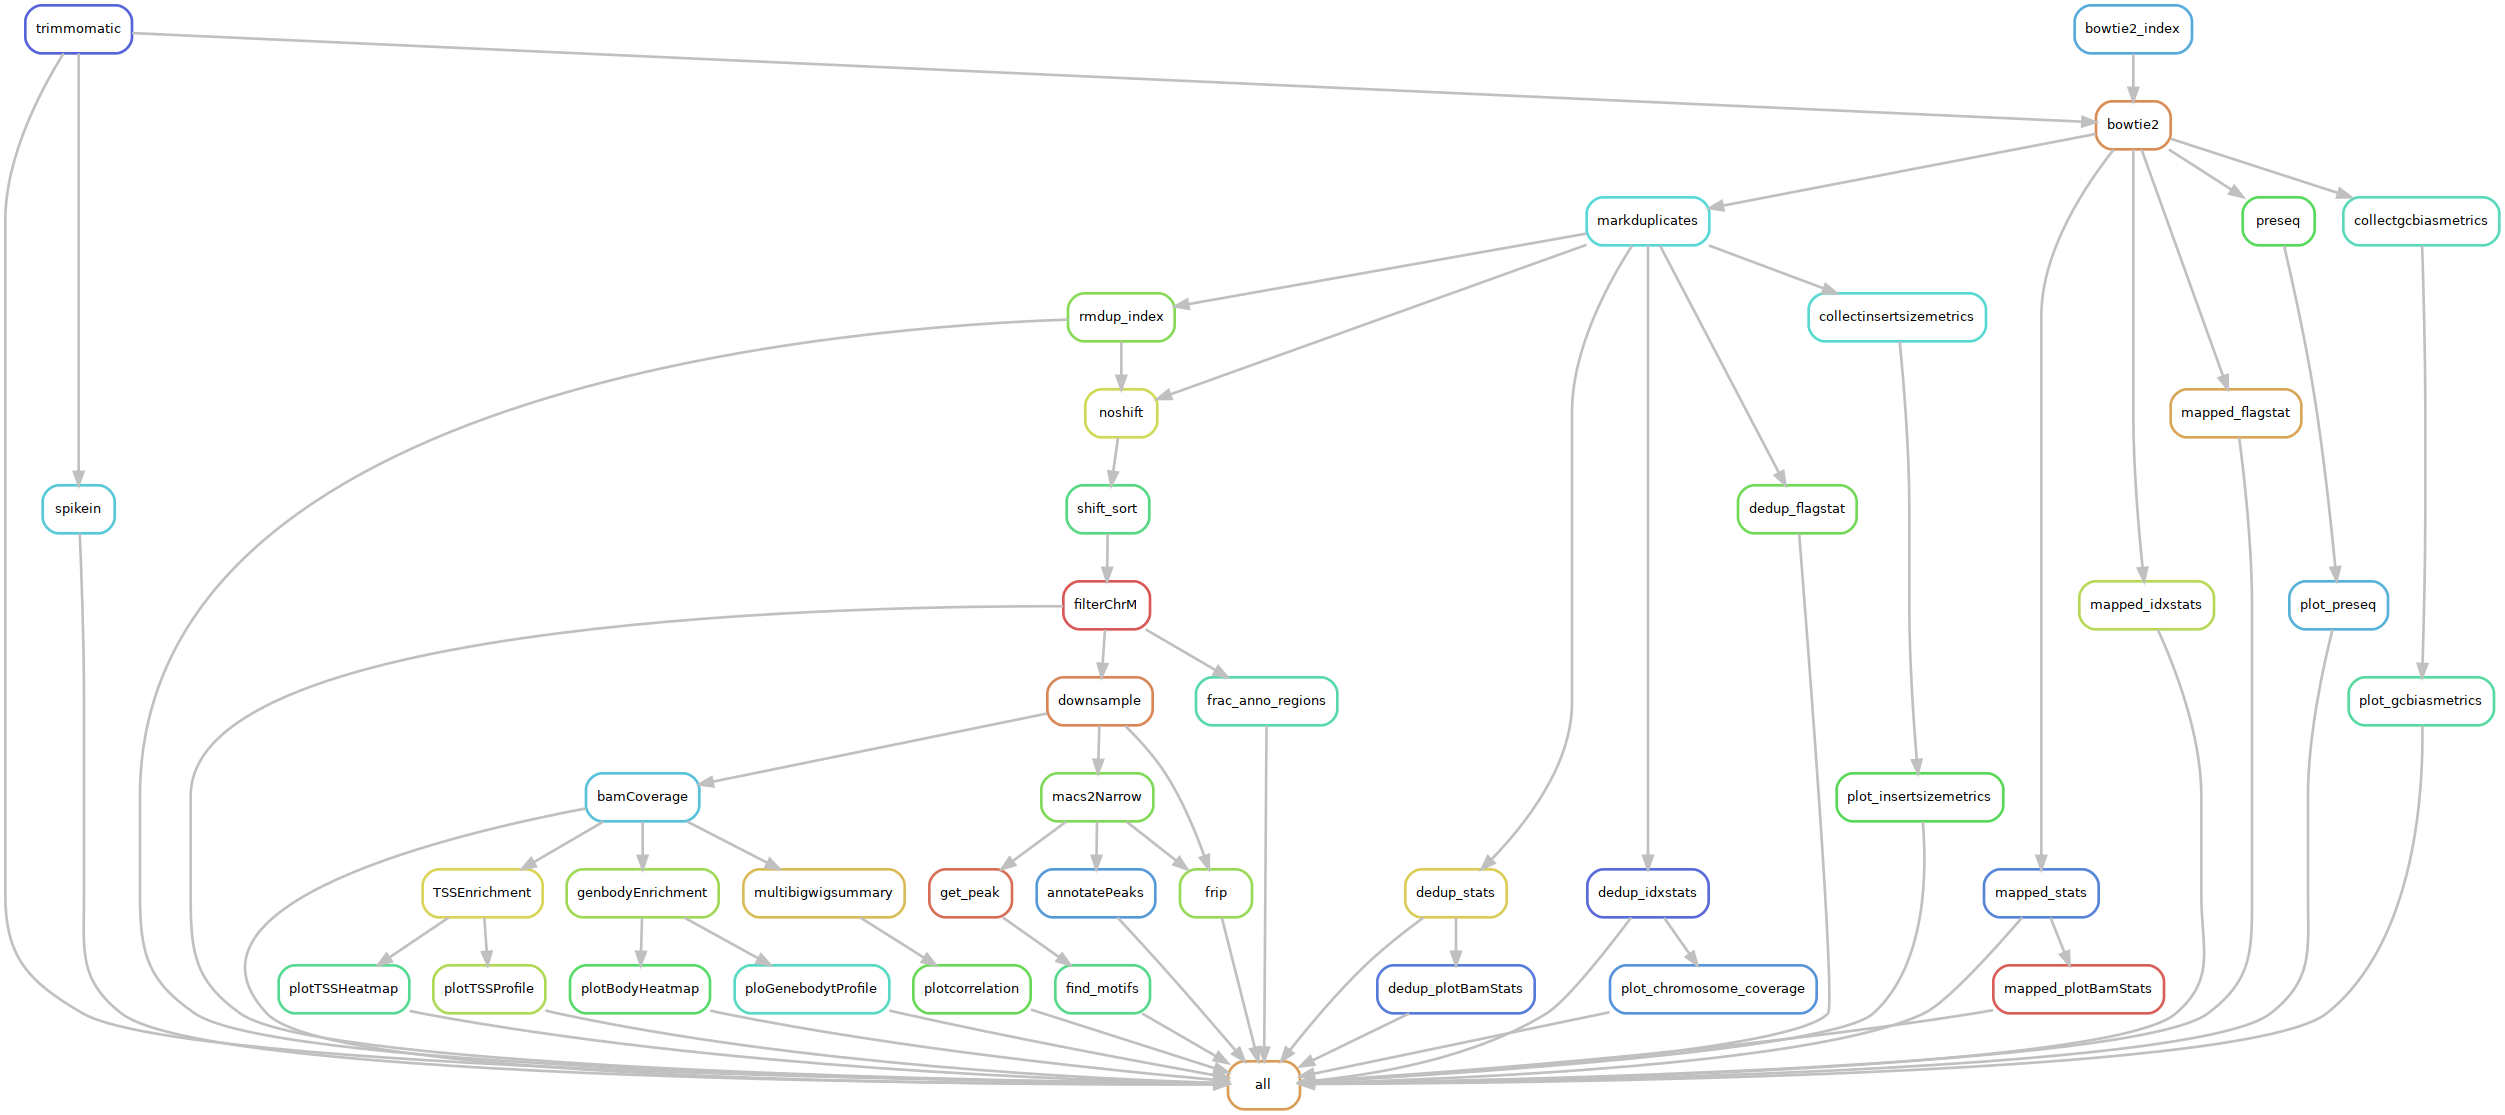 trimmomatic
bowtie2_index
bowtie2
markduplicates
preseq
collectgcbiasmetrics
rmdup_index
collectinsertsizemetrics
noshift
mapped_flagstat
spikein
shift_sort
dedup_flagstat
filterChrM
mapped_idxstats
plot_preseq
downsample
frac_anno_regions
plot_gcbiasmetrics
bamCoverage
macs2Narrow
plot_insertsizemetrics
TSSEnrichment
genbodyEnrichment
multibigwigsummary
get_peak
annotatePeaks
frip
dedup_stats
dedup_idxstats
mapped_stats
plotTSSHeatmap
plotTSSProfile
plotBodyHeatmap
ploGenebodytProfile
plotcorrelation
find_motifs
dedup_plotBamStats
plot_chromosome_coverage
mapped_plotBamStats
all